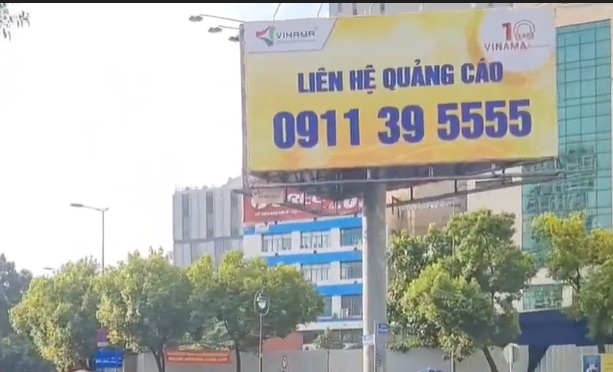 VINAMA
10 YEARS
VINAMA
LIÊN HỆ QUẢNG CÁO
0911 39 5555